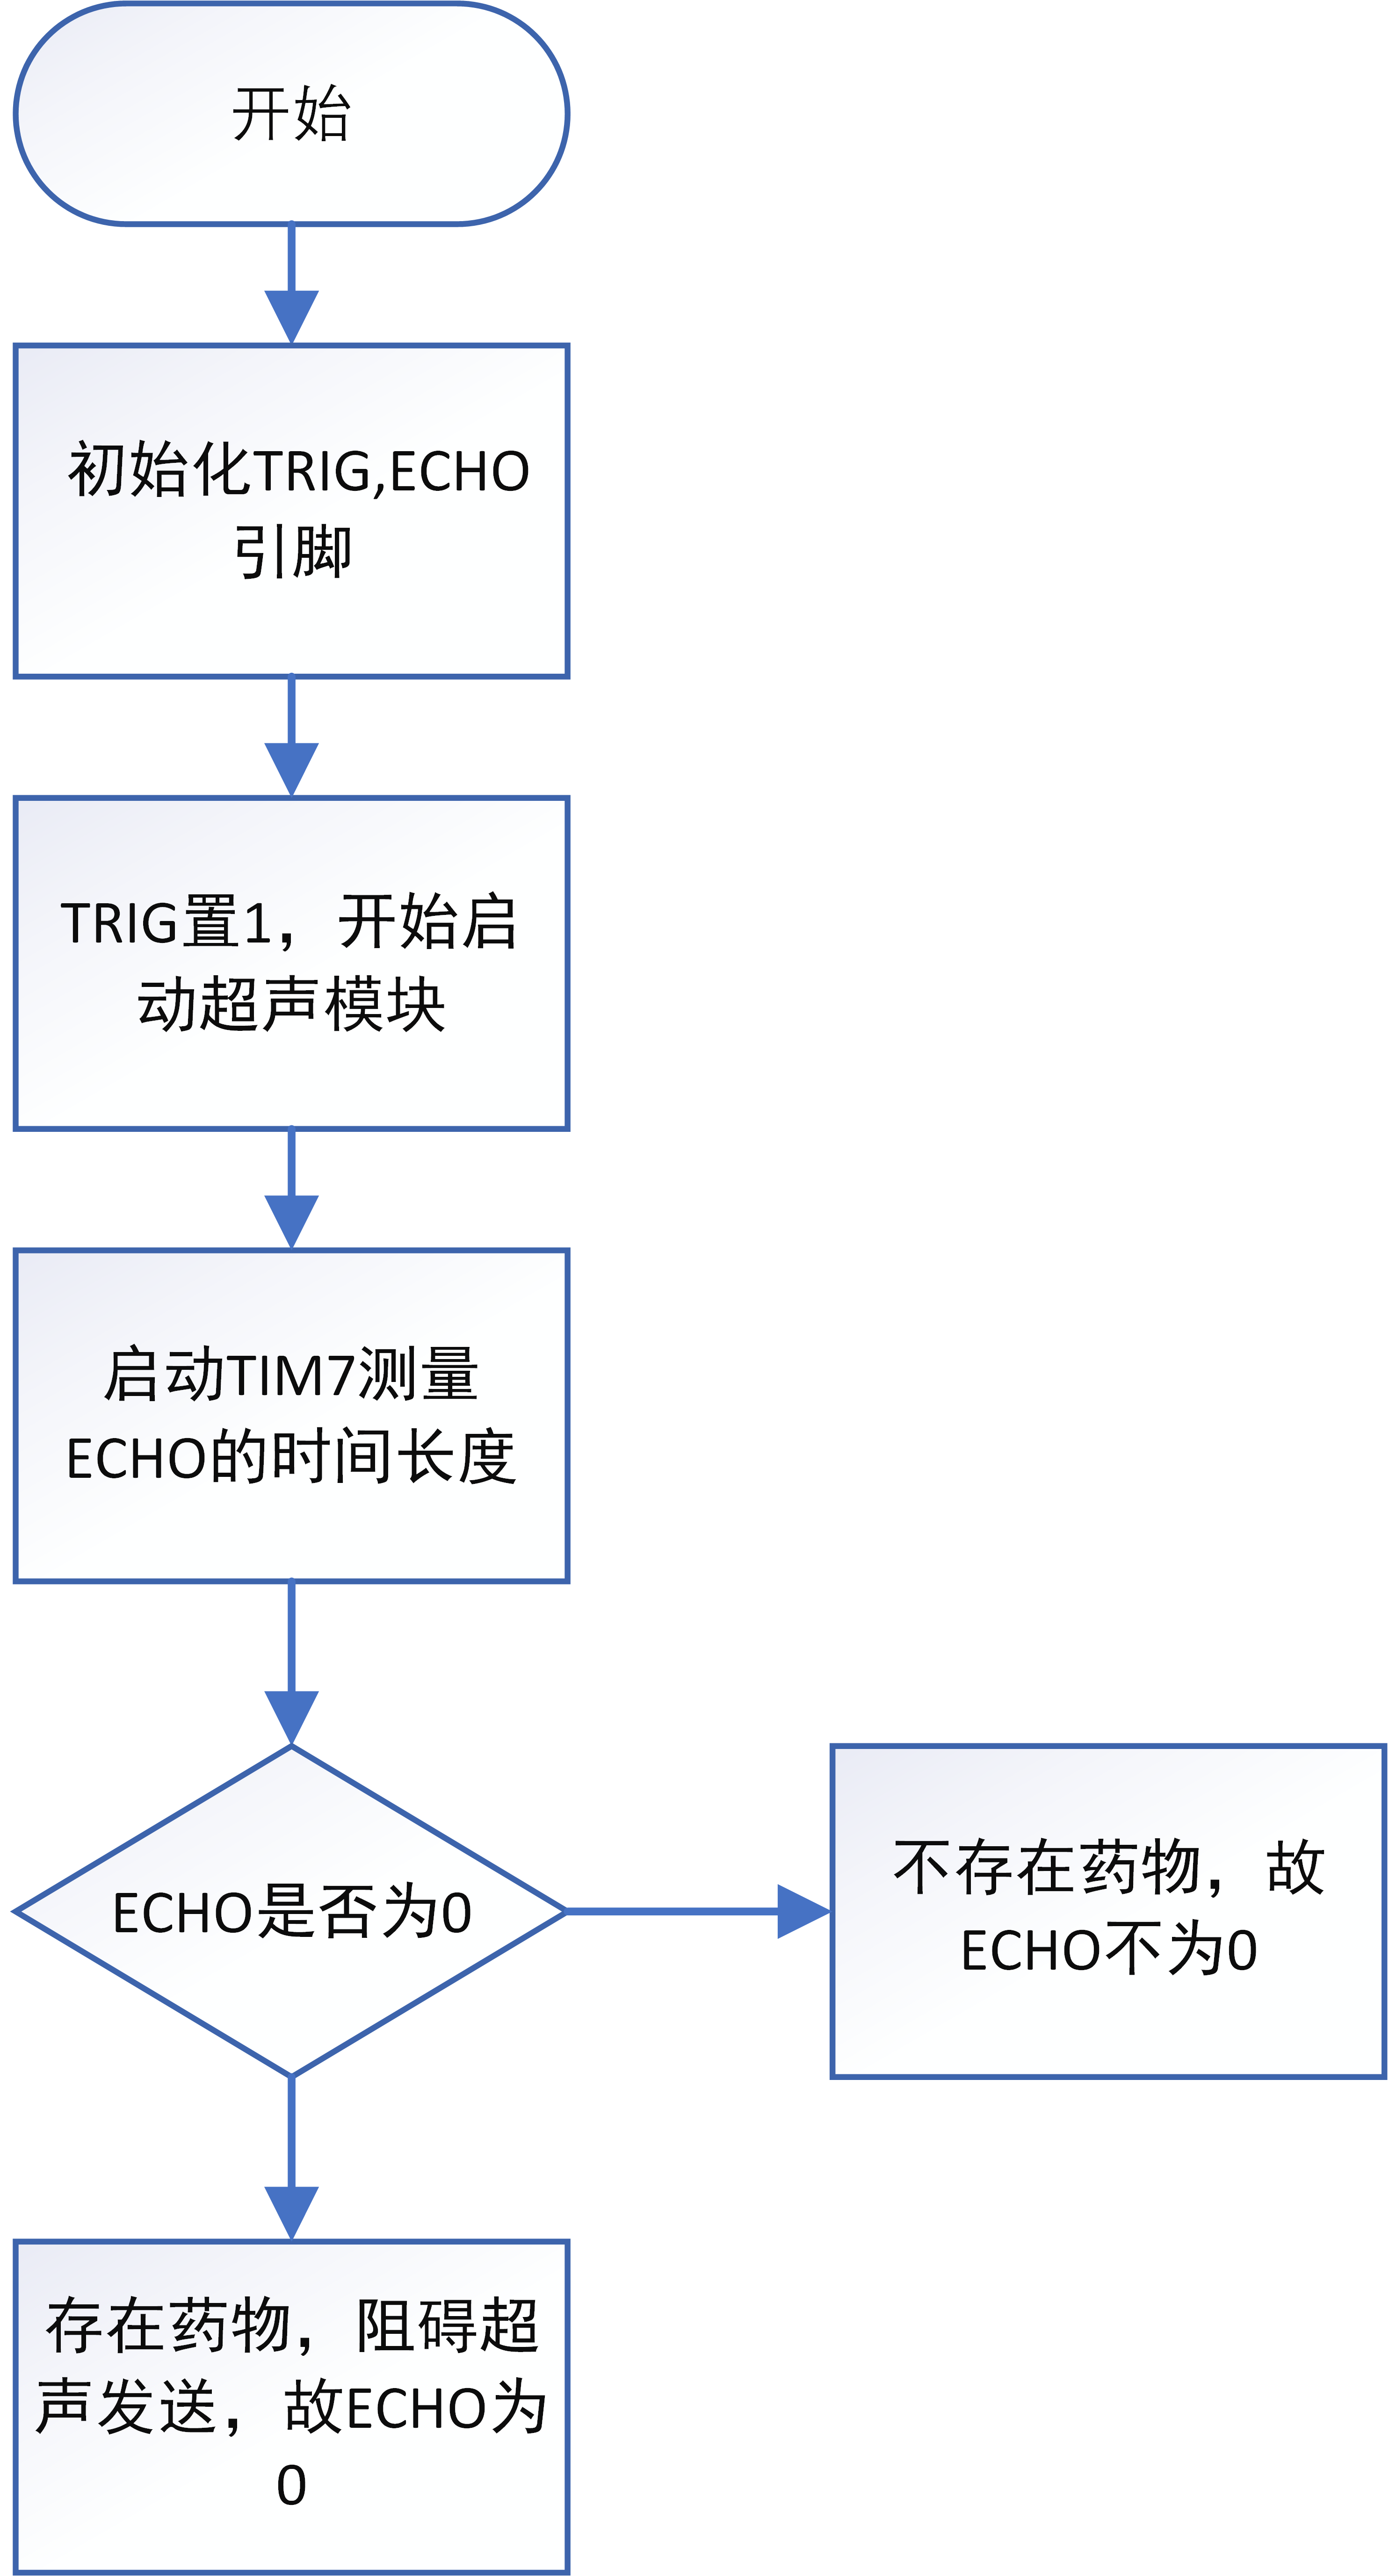 开始
初始化TRIG,ECHO
引脚
TRIG置1，开始启
动超声模块
启动TIM7测量
ECHO的时间长度
ECHO是否为0
不存在药物，故
ECHO不为0
存在药物，阻碍超
声发送，故ECHO为
0